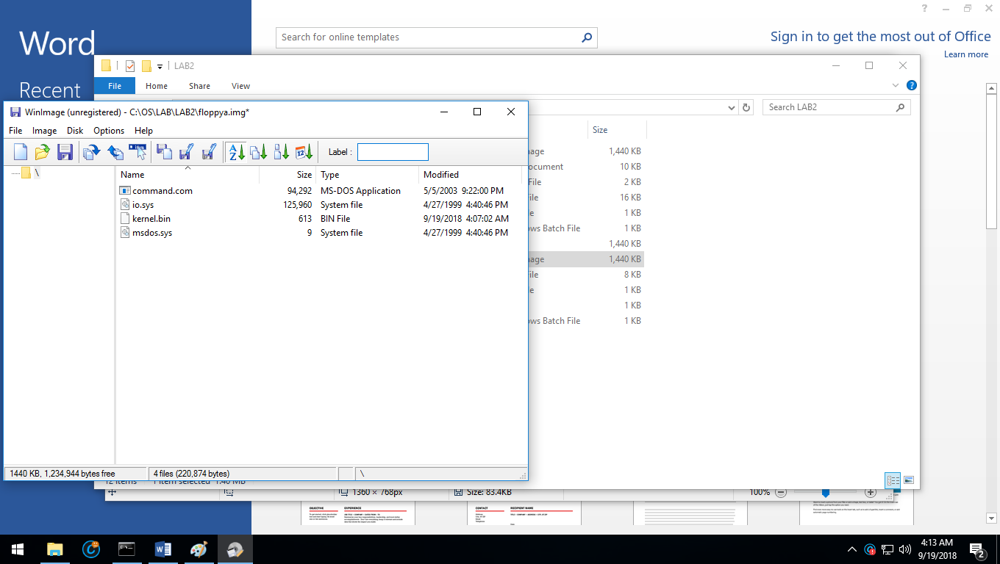 Word
Recent
Search for online templates
Sign in to get the most out of Office
Learn more
LAB2
File Home Share View
Search LAB2
Size
1,440 KB
10 KB
File 2 KB
16 KB
1 KB
Windows Batch File 1 KB
1,440 KB
1,440 KB
8 KB
1 KB
1 KB
Windows Batch File 1 KB
WinImage (unregistered) - C:\OS\LAB\LAB2\floppya.img*
File Image Disk Options Help
Label :
\
Name Size Type Modified
command.com 94,292 MS-DOS Application 5/5/2003 9:22:00 PM
io.sys 125,960 System file 4/27/1999 4:40:46 PM
kernel.bin 613 BIN File 9/19/2018 4:07:02 AM
msdos.sys 9 System file 4/27/1999 4:40:46 PM
1440 KB, 1,234,944 bytes free 4 files (220,874 bytes) \
12 items 1 item selected 1.40 MB
1360 × 768px Size: 83.4KB 100%
OBJECTIVE EXPERIENCE
CONTACT RECIPIENT NAME
4:13 AM
9/19/2018
2